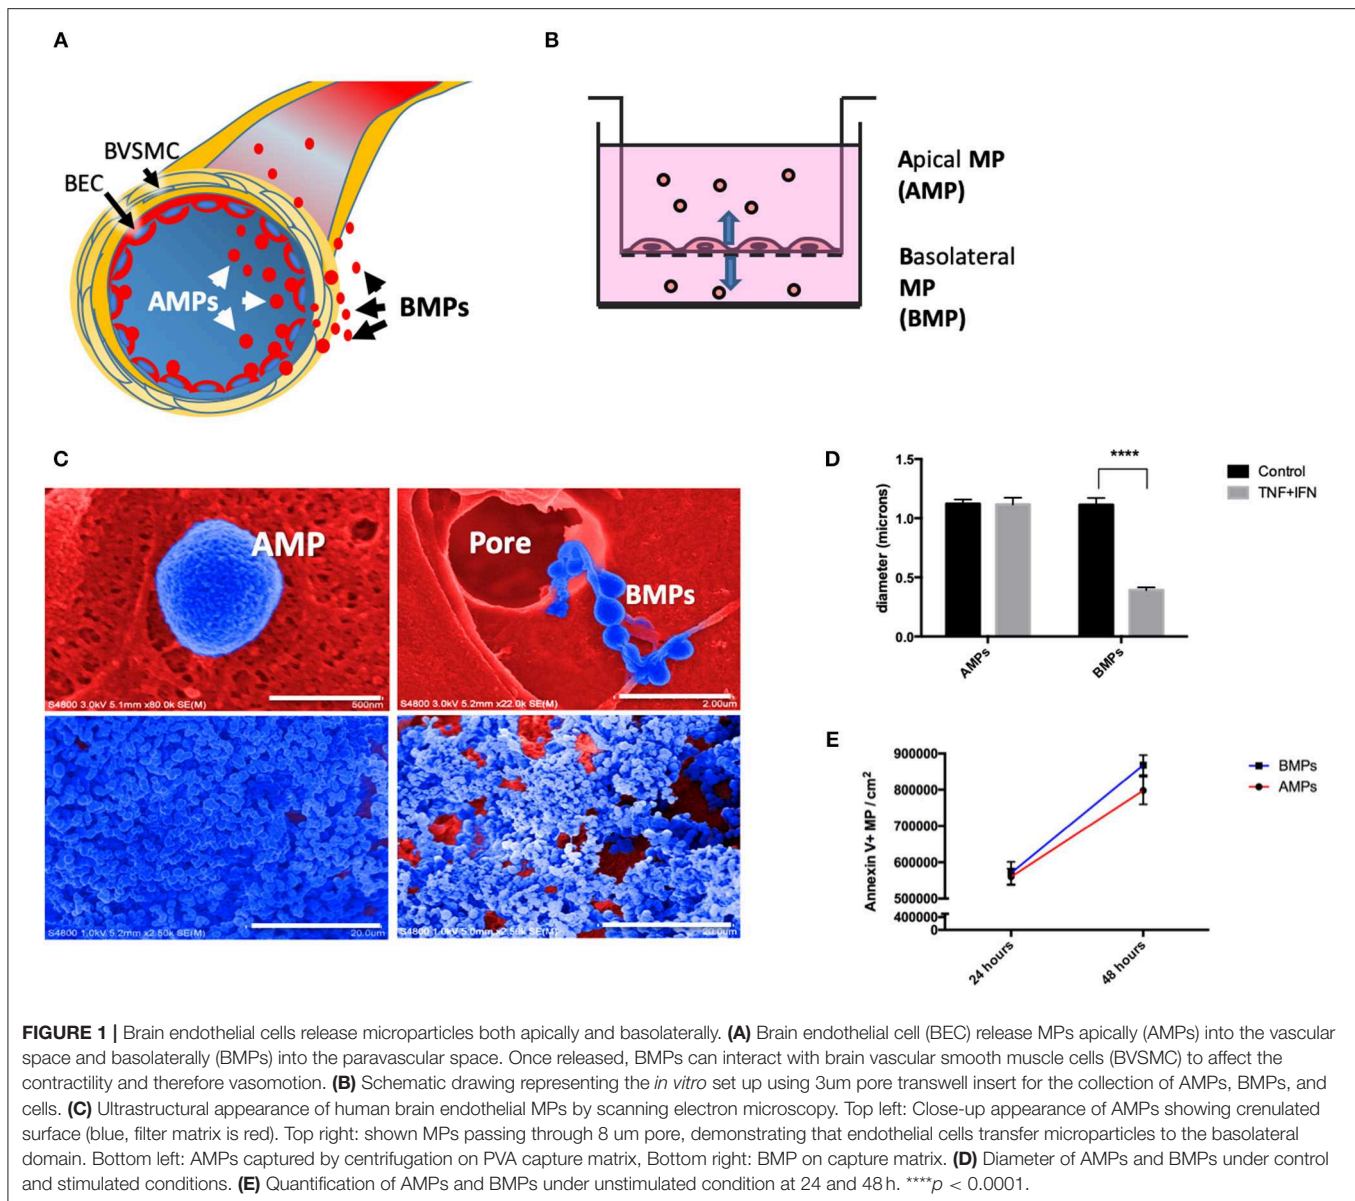 A
BVSMC
BEC
AMPs
BMPs
B
Apical MP
(AMP)
Basolateral
MP
(BMP)
C
AMP
S4800 3.0kV 5.1mm x80.0k SE(M)
500nm
Pore
BMPs
S4800 3.0kV 5.2mm x22.0k SE(M)
2.00um
S4800 1.0kV 5.2mm x2.50k SE(M)
20.0um
S4800 1.0kV 5.0mm x2.50k SE(M)
20.0um
D
1.5
1.0
0.5
0.0
diameter (microns)
****
AMPs
BMPs
Control
TNF+IFN
E
900000
800000
700000
600000
500000
400000
0
Annexin V+ MP / cm²
24 hours
48 hours
BMPs
AMPs
FIGURE 1 | Brain endothelial cells release microparticles both apically and basolaterally. (A) Brain endothelial cell (BEC) release MPs apically (AMPs) into the vascular
space and basolaterally (BMPs) into the paravascular space. Once released, BMPs can interact with brain vascular smooth muscle cells (BVSMC) to affect the
contractility and therefore vasomotion. (B) Schematic drawing representing the in vitro set up using 3um pore transwell insert for the collection of AMPs, BMPs, and
cells. (C) Ultrastructural appearance of human brain endothelial MPs by scanning electron microscopy. Top left: Close-up appearance of AMPs showing crenulated
surface (blue, filter matrix is red). Top right: shown MPs passing through 8 um pore, demonstrating that endothelial cells transfer microparticles to the basolateral
domain. Bottom left: AMPs captured by centrifugation on PVA capture matrix, Bottom right: BMP on capture matrix. (D) Diameter of AMPs and BMPs under control
and stimulated conditions. (E) Quantification of AMPs and BMPs under unstimulated condition at 24 and 48 h. ****p < 0.0001.